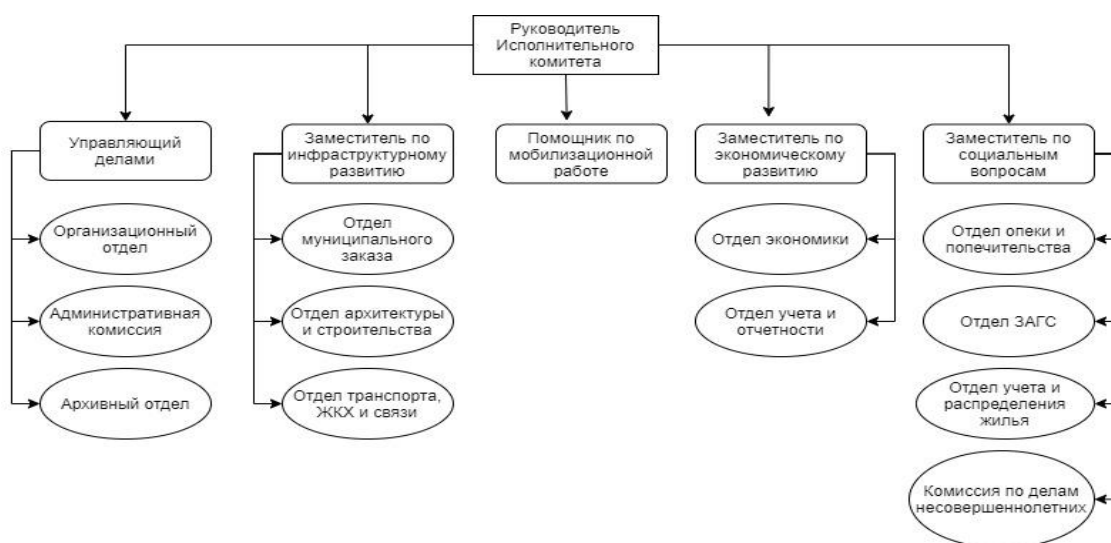 Руководитель
Исполнительного
комитета
Управляющий
делами
Заместитель по
инфраструктурному
развитию
Помощник по
мобилизационной
работе
Заместитель по
экономическому
развитию
Заместитель по
социальным
вопросам
Организационный
отдел
Отдел
муниципального
заказа
Отдел экономики
Отдел опеки и
попечительства
Административная
комиссия
Отдел архитектуры
и строительства
Отдел учета и
отчетности
Отдел ЗАГС
Архивный отдел
Отдел транспорта,
ЖКХ и связи
Отдел учета и
распределения
жилья
Комиссия по делам
несовершеннолетних